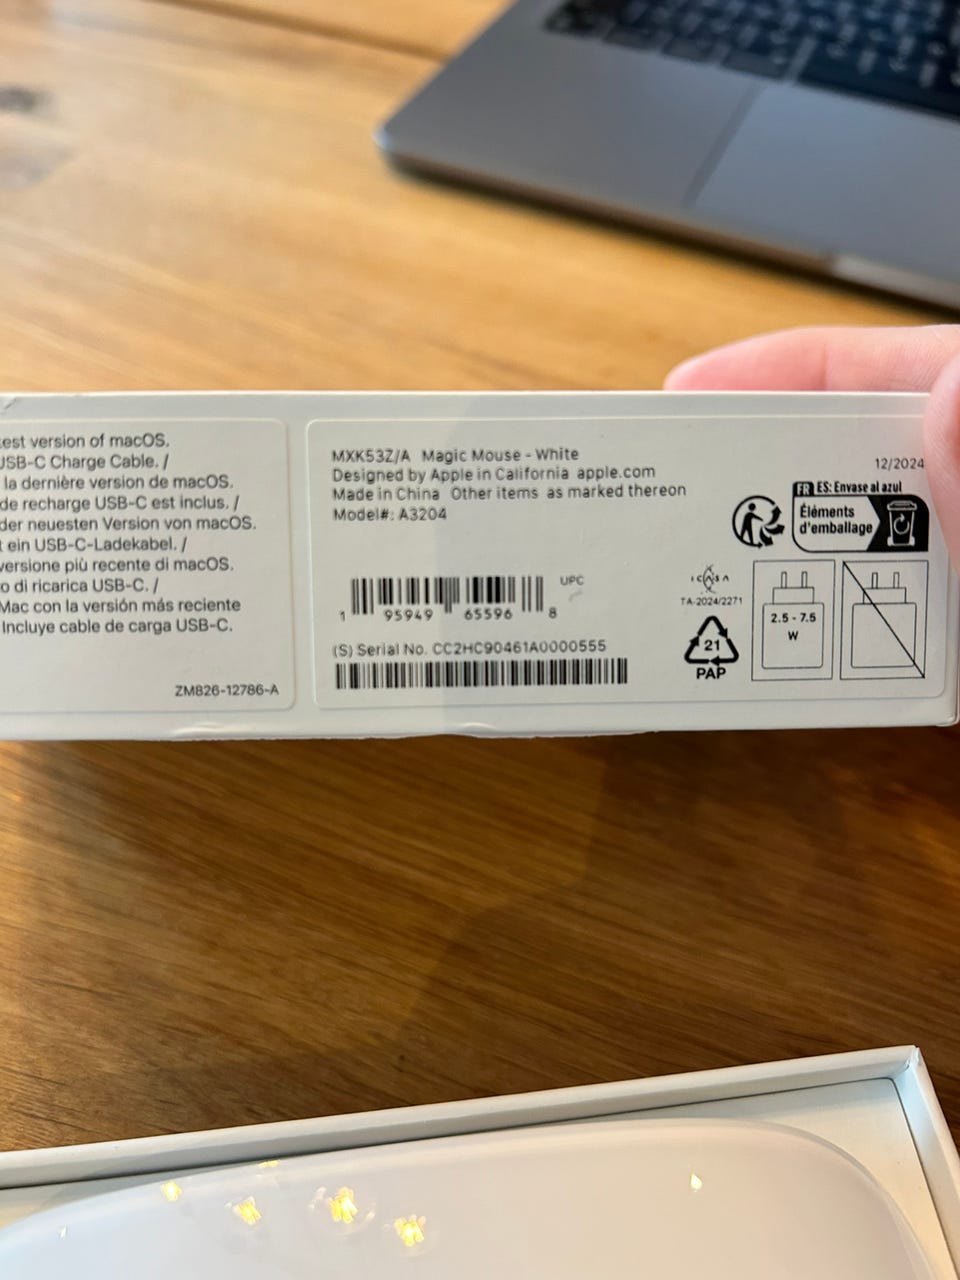 test version of macOS.
USB-C Charge Cable. /
la dernière version de macOS.
de recharge USB-C est inclus. /
der neuesten Version von macOS.
t ein USB-C-Ladekabel. /
versione più recente di macOS.
o di ricarica USB-C. /
Mac con la versión más reciente
Incluye cable de carga USB-C.
ZM826-12786-A
MXK53Z/A Magic Mouse - White
Designed by Apple in California apple.com
Made in China Other items as marked thereon
Model#: A3204
UPC
1 95949 65596 8
(S) Serial No. CC2HC90461A0000555
12/2024
FR ES: Envase al azul
Éléments
d'emballage
ICASA
TA-2024/2271
21
PAP
2.5 - 7.5
W